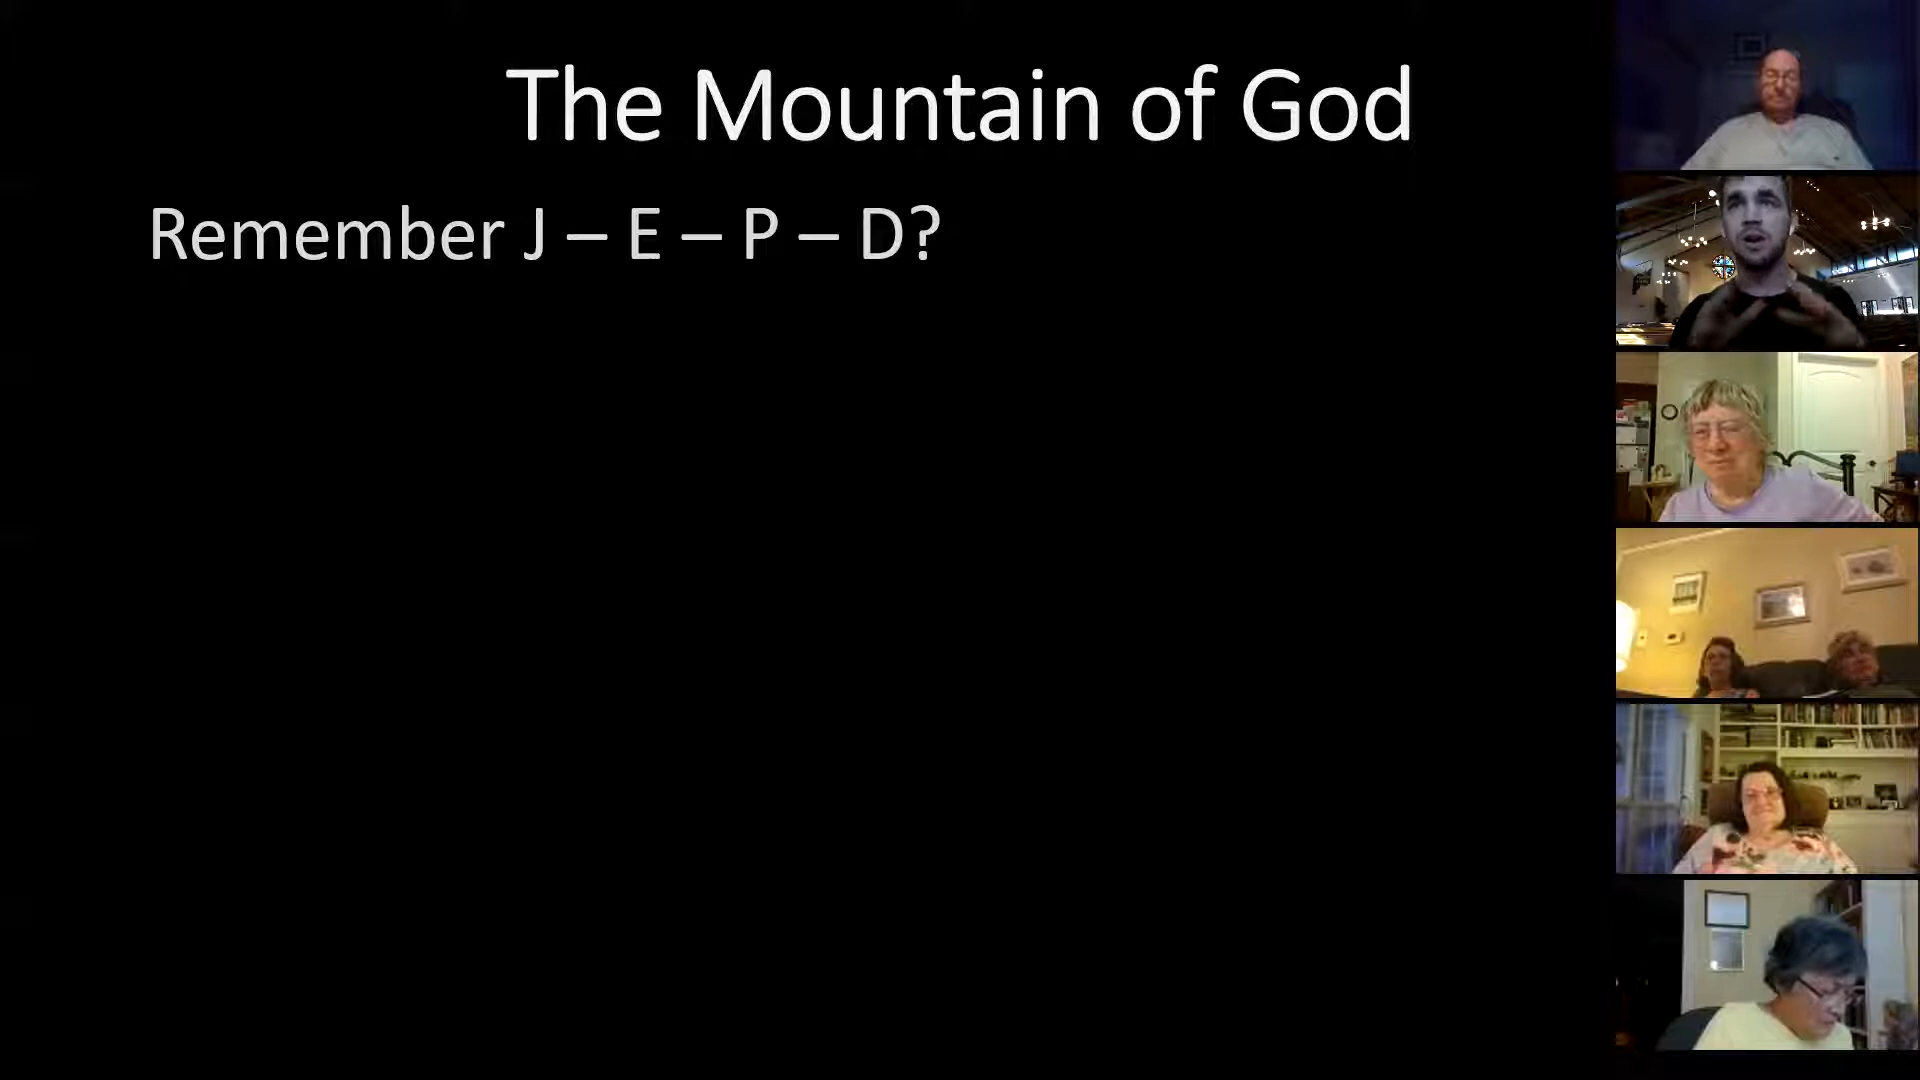 The Mountain of God
Remember J – E – P – D?